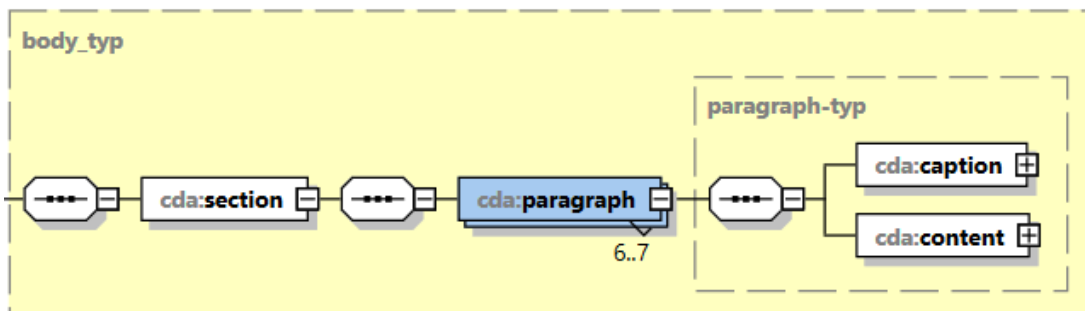 body_typ
paragraph-typ
cda:caption
cda:section
cda:paragraph
cda:content
6..7